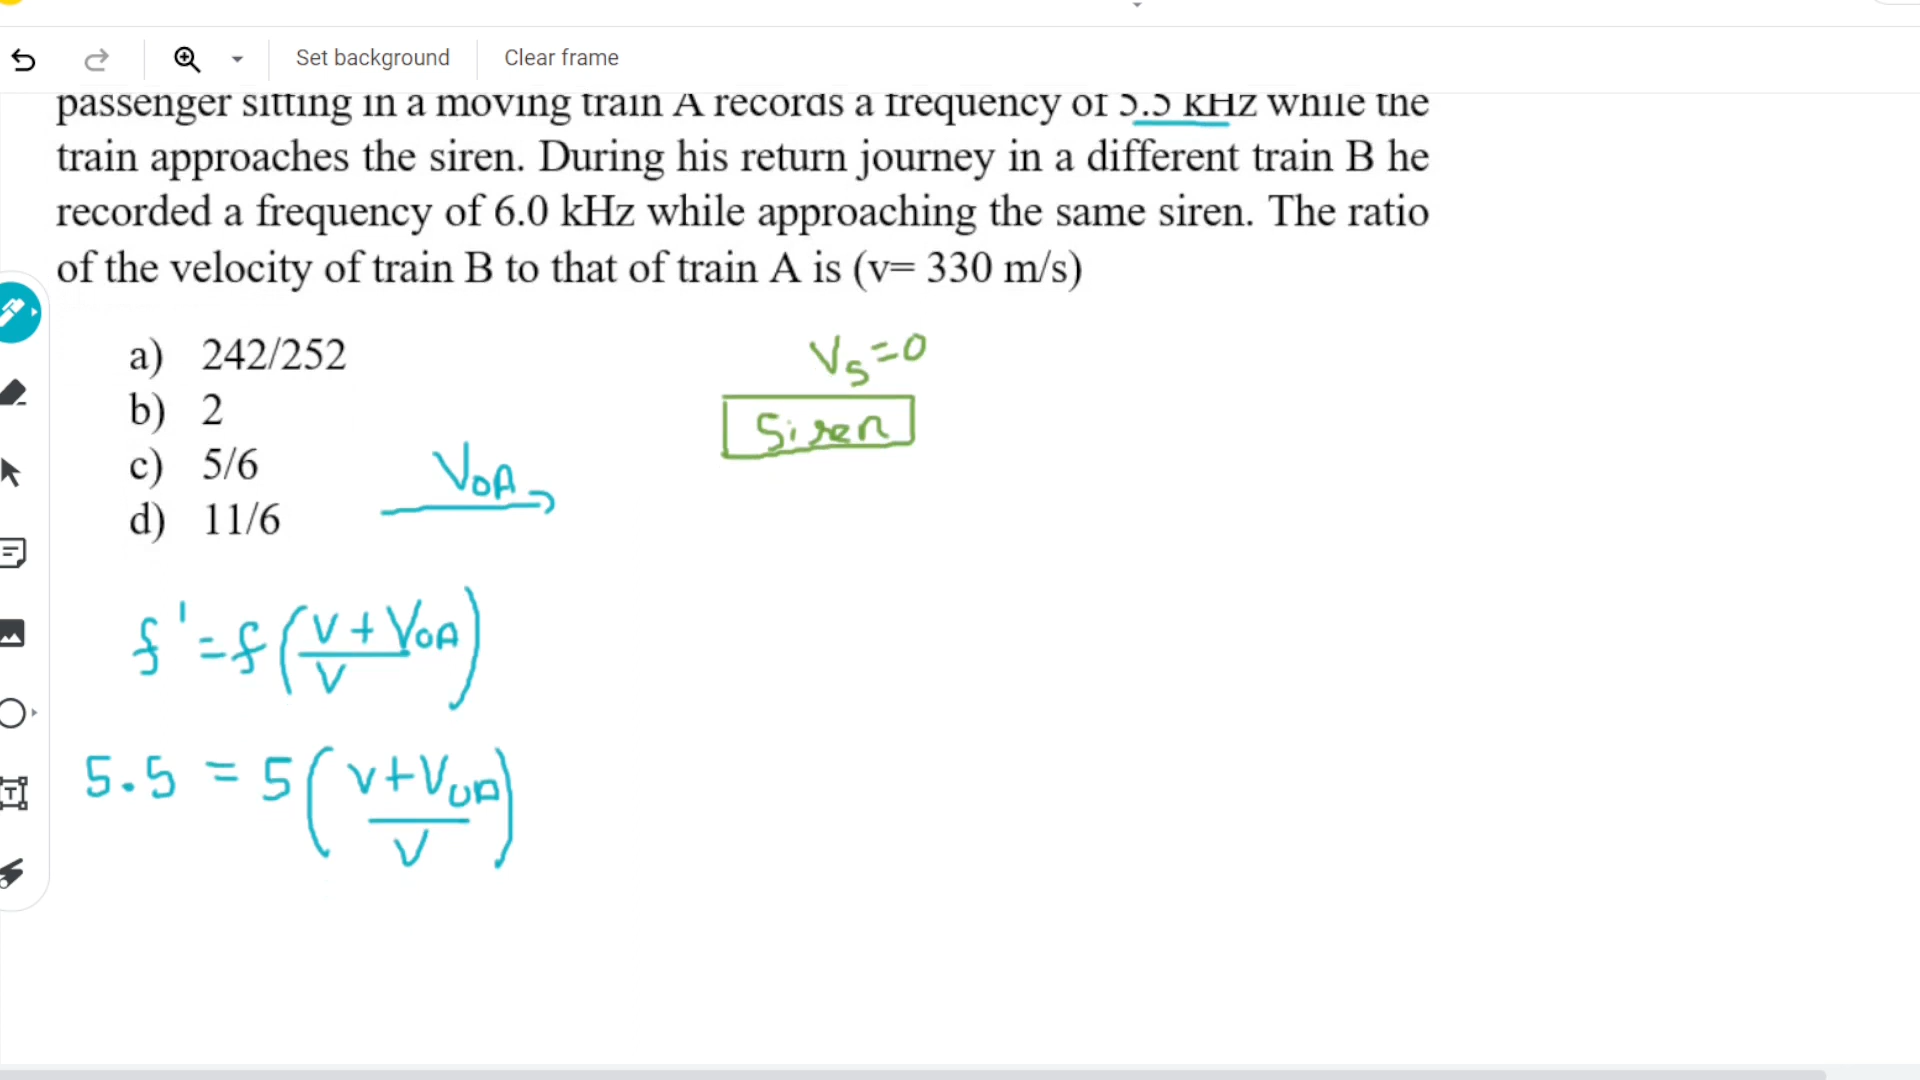 Set background Clear frame
passenger sitting in a moving train A records a frequency of 5.5 kHz while the
train approaches the siren. During his return journey in a different train B he
recorded a frequency of 6.0 kHz while approaching the same siren. The ratio
of the velocity of train B to that of train A is (v= 330 m/s)
a) 242/252
b) 2
c) 5/6
d) 11/6
Vs=0
Siren
VOA
f'=f(V+VOA/V)
5.5 = 5(V+VOA/V)